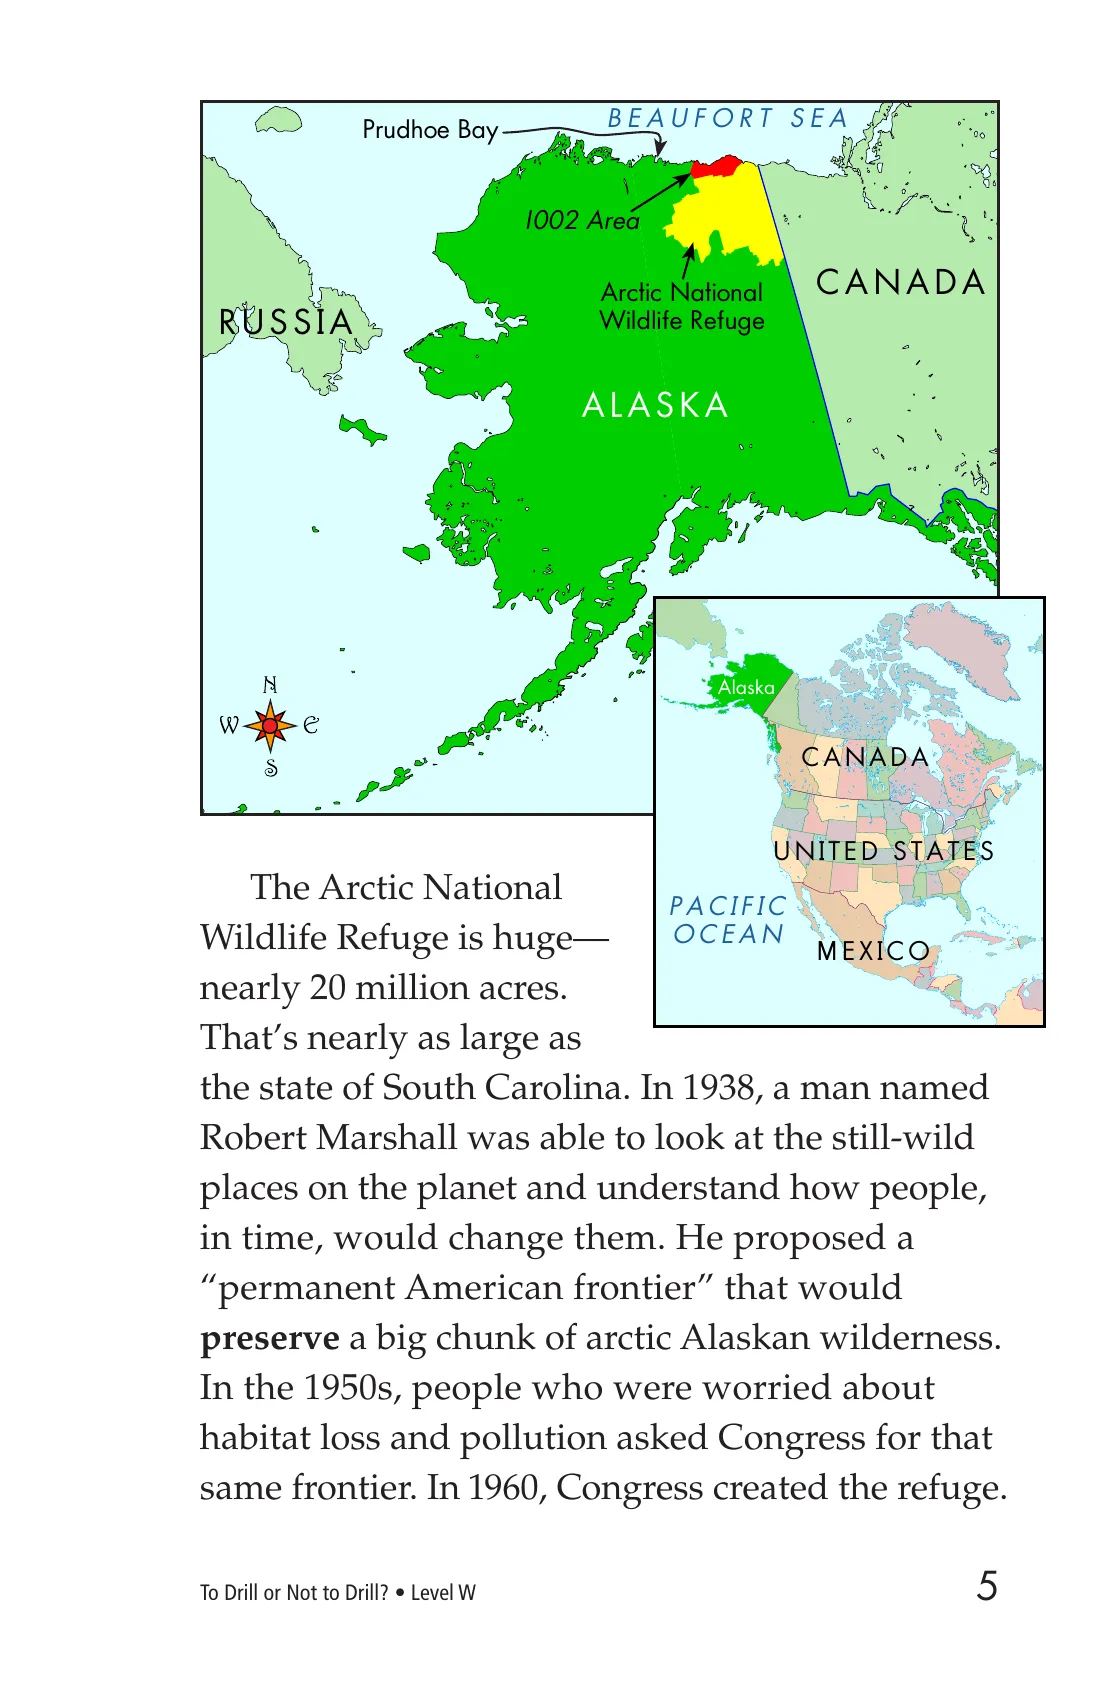 BEAUFORT SEA
Prudhoe Bay
1002 Area
CANADA
Arctic National
Wildlife Refuge
RUSSIA
ALASKA
N
W E
S
Alaska
CANADA
UNITED STATES
PACIFIC
OCEAN
MEXICO
The Arctic National
Wildlife Refuge is huge—
nearly 20 million acres.
That’s nearly as large as
the state of South Carolina. In 1938, a man named
Robert Marshall was able to look at the still-wild
places on the planet and understand how people,
in time, would change them. He proposed a
“permanent American frontier” that would
preserve a big chunk of arctic Alaskan wilderness.
In the 1950s, people who were worried about
habitat loss and pollution asked Congress for that
same frontier. In 1960, Congress created the refuge.
To Drill or Not to Drill? • Level W
5